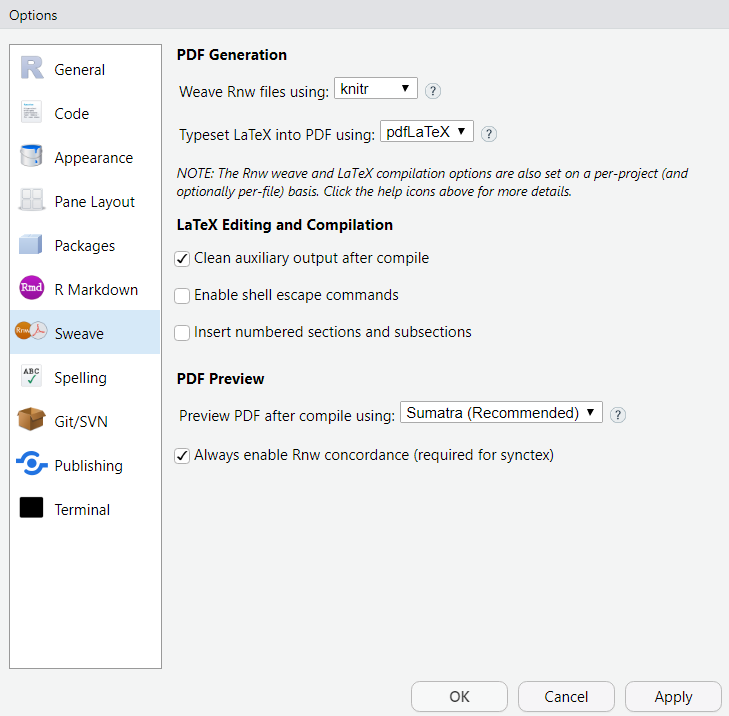 Options
General
Code
Appearance
Pane Layout
Packages
Rmd R Markdown
Rnw Sweave
ABC Spelling
Git/SVN
Publishing
Terminal
PDF Generation
Weave Rnw files using: knitr ?
Typeset LaTeX into PDF using: pdfLaTeX ?
NOTE: The Rnw weave and LaTeX compilation options are also set on a per-project (and
optionally per-file) basis. Click the help icons above for more details.
LaTeX Editing and Compilation
Clean auxiliary output after compile
Enable shell escape commands
Insert numbered sections and subsections
PDF Preview
Preview PDF after compile using: Sumatra (Recommended) ?
Always enable Rnw concordance (required for synctex)
OK Cancel Apply